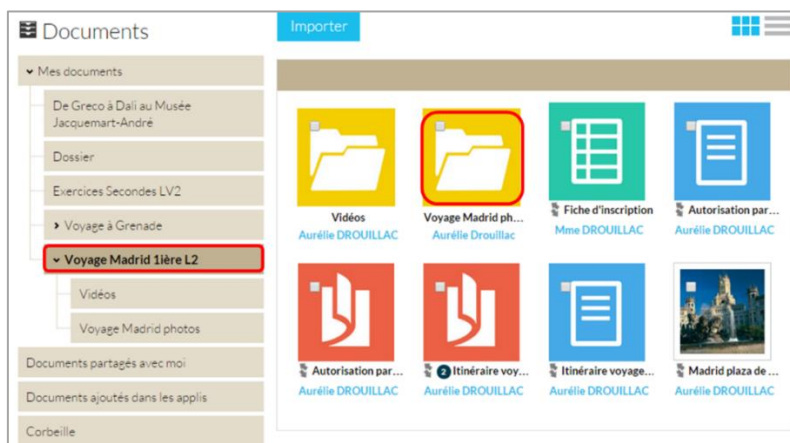 Documents
Importer
Mes documents
De Greco à Dali au Musée
Jacquemart-André
Dossier
Exercices Secondes LV2
Voyage à Grenade
Voyage Madrid 1ière L2
Vidéos
Voyage Madrid photos
Documents partagés avec moi
Documents ajoutés dans les applis
Corbeille
Vidéos
Aurélie DROUILLAC
Voyage Madrid ph...
Aurélie Drouillac
Fiche d'inscription
Mme DROUILLAC
Autorisation par...
Aurélie DROUILLAC
Autorisation par...
Aurélie DROUILLAC
2 Itinéraire voy...
Aurélie DROUILLAC
Itinéraire voyage...
Aurélie DROUILLAC
Madrid plaza de ...
Aurélie DROUILLAC